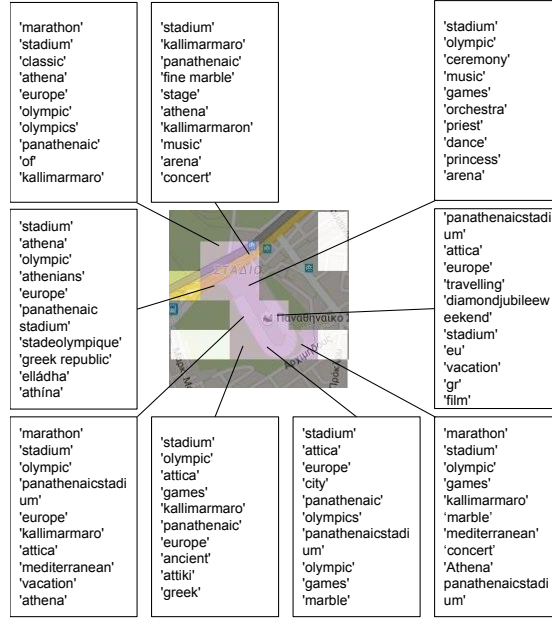 'marathon'
'stadium'
'classic'
'athena'
'europe'
'olympic'
'olympics'
'panathenaic'
'of'
'kallimarmaro'
'stadium'
'kallimarmaro'
'panathenaic'
'fine marble'
'stage'
'athena'
'kallimarmaron'
'music'
'arena'
'concert'
'stadium'
'olympic'
'ceremony'
'music'
'games'
'orchestra'
'priest'
'dance'
'princess'
'arena'
'stadium'
'athena'
'olympic'
'athenians'
'europe'
'panathenaic
stadium'
'stadeolympique'
'greek republic'
'elládha'
'athína'
ΣΤΑΔΙΟ
Παναθηναϊκό
Αρχιμήδους
'panathenaicstadi
um'
'attica'
'europe'
'travelling'
'diamondjubileew
eekend'
'stadium'
'eu'
'vacation'
'gr'
'film'
'marathon'
'stadium'
'olympic'
'panathenaicstadi
um'
'europe'
'kallimarmaro'
'attica'
'mediterranean'
'vacation'
'athena'
'stadium'
'olympic'
'attica'
'games'
'kallimarmaro'
'panathenaic'
'europe'
'ancient'
'attiki'
'greek'
'stadium'
'attica'
'europe'
'city'
'panathenaic'
'olympics'
'panathenaicstadi
um'
'olympic'
'games'
'marble'
'marathon'
'stadium'
'olympic'
'games'
'kallimarmaro'
‘marble’
'mediterranean'
‘concert’
'Athena'
panathenaicstadi
um'